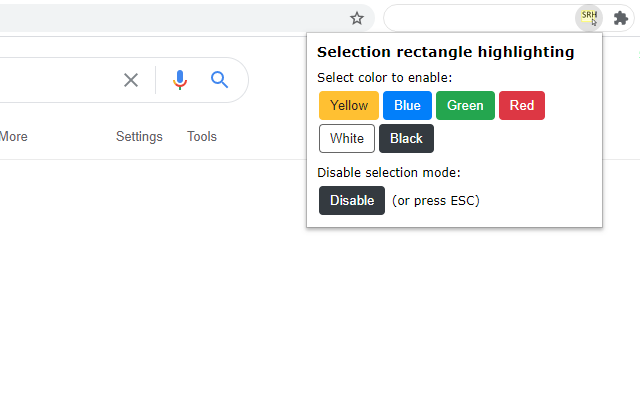 SRH
Selection rectangle highlighting
Select color to enable:
Yellow Blue Green Red
More Settings Tools
White Black
Disable selection mode:
Disable (or press ESC)